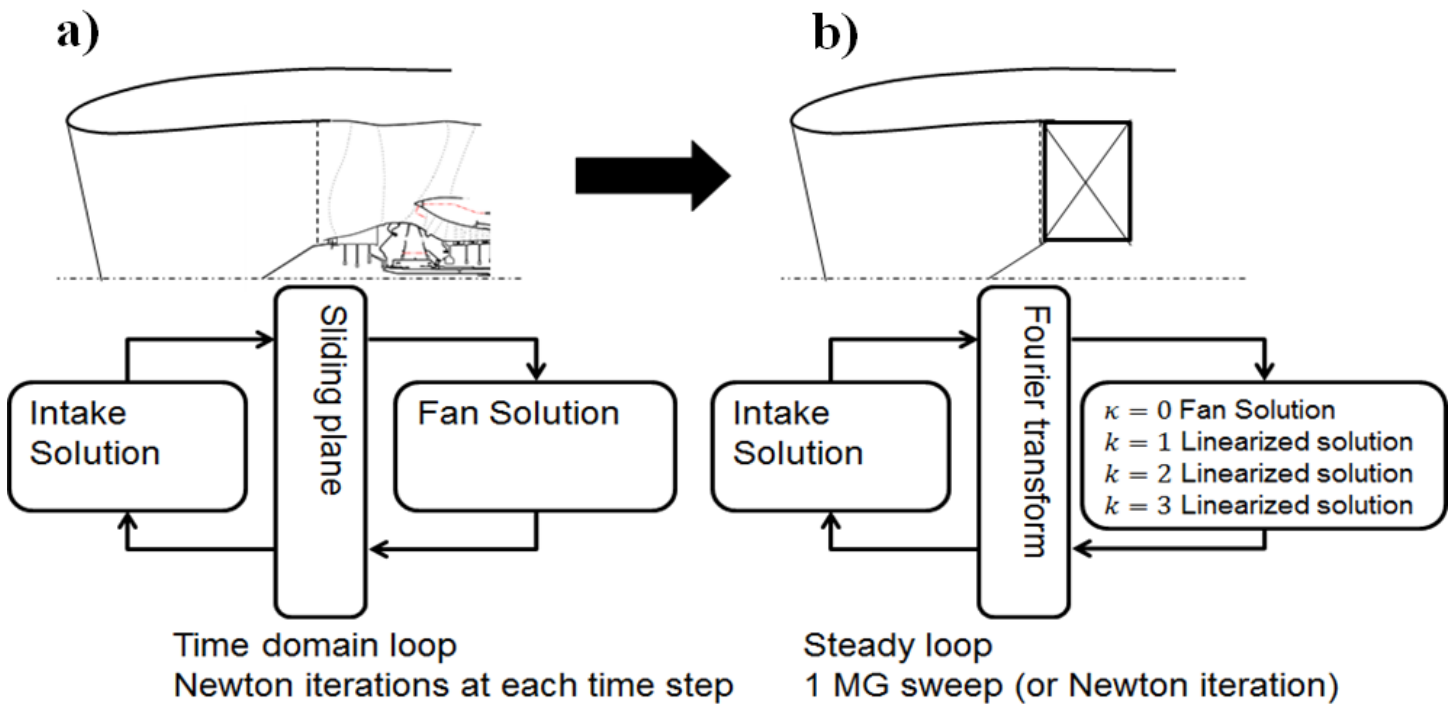 a)
b)
Intake
Solution
Sliding plane
Fan Solution
Time domain loop
Newton iterations at each time step
Intake
Solution
Fourier transform
κ = 0 Fan Solution
k = 1 Linearized solution
k = 2 Linearized solution
k = 3 Linearized solution
Steady loop
1 MG sweep (or Newton iteration)